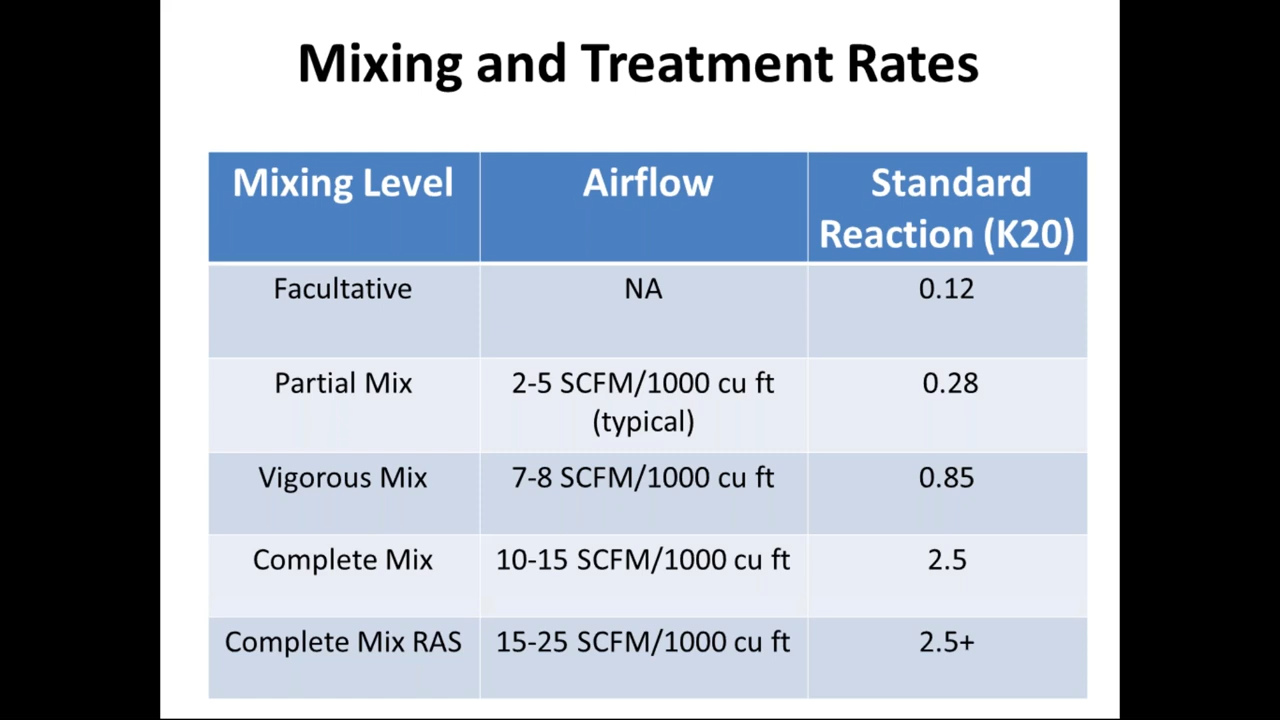 Mixing and Treatment Rates
Mixing Level Airflow Standard Reaction (K20)
Facultative NA 0.12
Partial Mix 2-5 SCFM/1000 cu ft (typical) 0.28
Vigorous Mix 7-8 SCFM/1000 cu ft 0.85
Complete Mix 10-15 SCFM/1000 cu ft 2.5
Complete Mix RAS 15-25 SCFM/1000 cu ft 2.5+